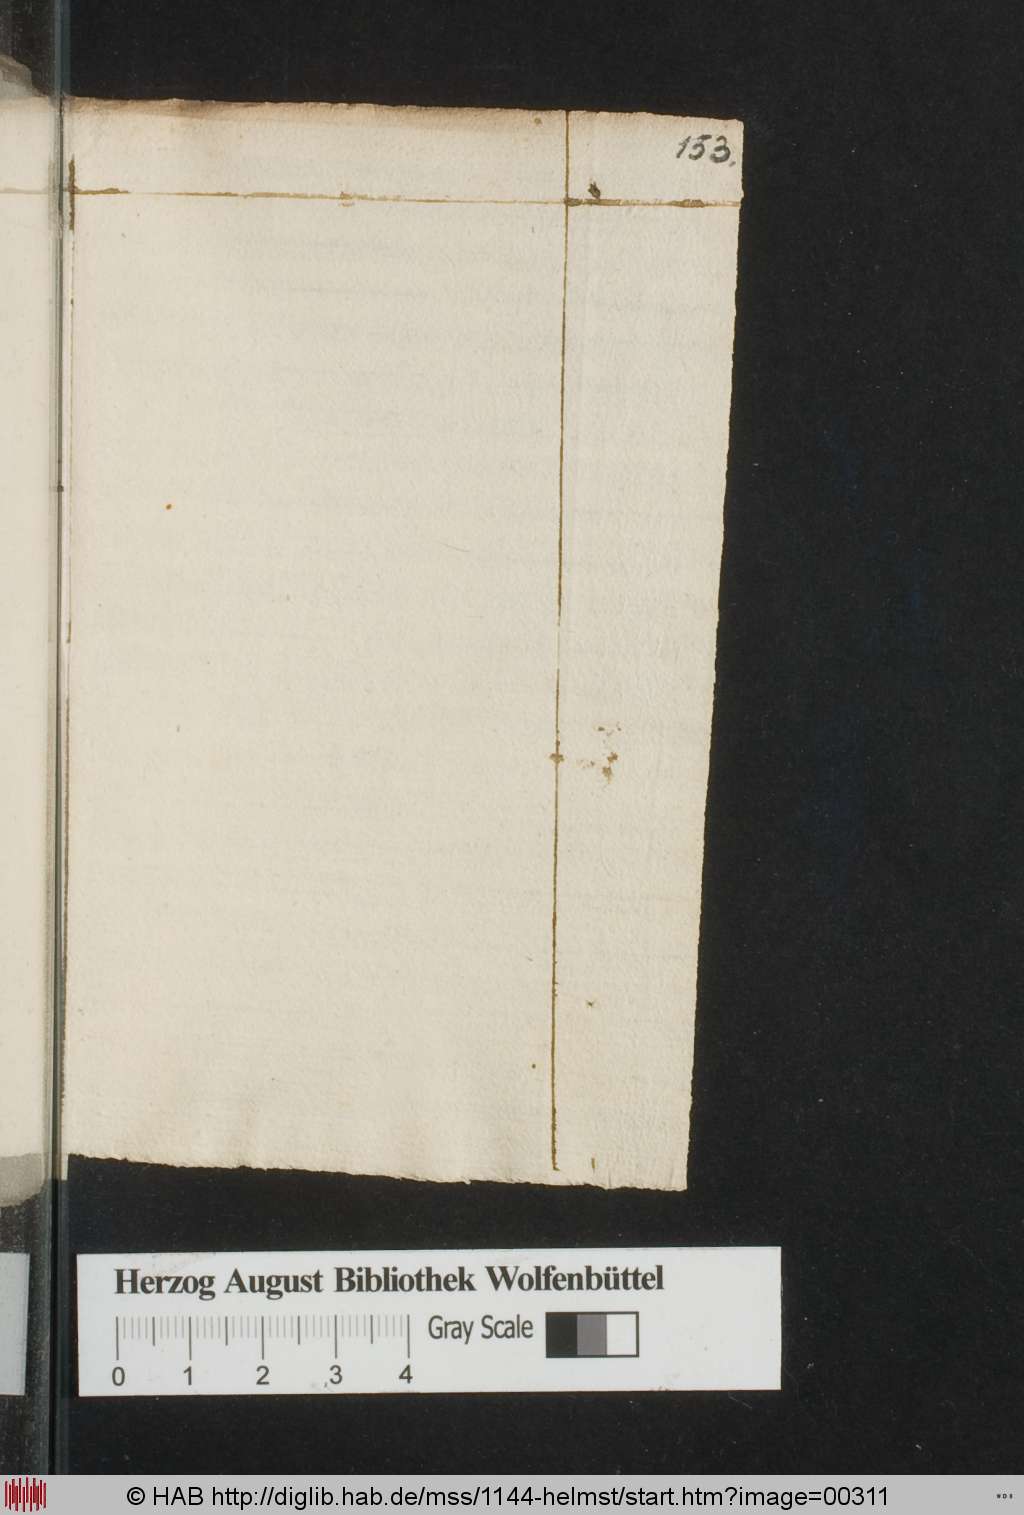 153.
Herzog August Bibliothek Wolfenbüttel
Gray Scale
0 1 2 3 4
© HAB http://diglib.hab.de/mss/1144-helmst/start.htm?image=00311